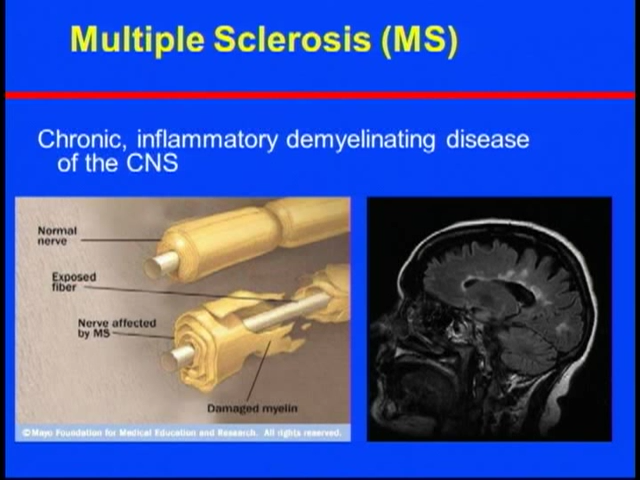 Multiple Sclerosis (MS)
Chronic, inflammatory demyelinating disease
of the CNS
Normal
nerve
Exposed
fiber
Nerve affected
by MS
Damaged myelin
©Mayo Foundation for Medical Education and Research. All rights reserved.